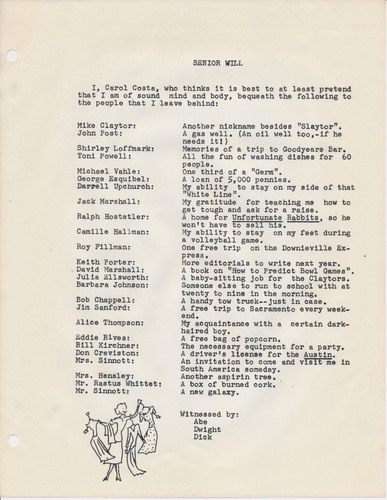 SENIOR WILL
I, Carol Costa, who thinks it is best to at least pretend
that I am of sound mind and body, bequeath the following to
the people that I leave behind:
Mike Claytor: Another nickname besides "Slaytor".
John Post: A gas well. (An oil well too,-if he
needs it!)
Shirley Loffmark: Memories of a trip to Goodyears Bar.
Toni Powell: All the fun of washing dishes for 60
people.
Michael Vahle: One third of a "Germ".
George Esquibel: A loan of 5,000 pennies.
Darrell Upchurch: My ability to stay on my side of that
"White Line".
Jack Marshall: My gratitude for teaching me how to
get tough and ask for a raise.
Ralph Hostetler: A home for Unfortunate Rabbits, so he
won't have to sell his.
Camille Hallman: My ability to stay on my feet during
a volleyball game.
Roy Fillman: One free trip on the Downieville Ex-
press.
Keith Porter: More editorials to write next year.
David Marshall: A book on "How to Predict Bowl Games".
Julia Ellsworth: A baby-sitting job for the Claytors.
Barbara Johnson: Someone else to run to school with at
twenty to nine in the morning.
Bob Chappell: A handy tow truck--just in case.
Jim Sanford: A free trip to Sacramento every week-
end.
Alice Thompson: My acquaintance with a certain dark-
haired boy.
Eddie Rives: A free bag of popcorn.
Bill Kirchner: The necessary equipment for a party.
Don Creviston: A driver's license for the Austin.
Mrs. Sinnott: An invitation to come and visit me in
South America someday.
Mrs. Hensley: Another aspirin tree.
Mr. Rastus Whittet: A box of burned cork.
Mr. Sinnott: A new galaxy.
Witnessed by:
Abe
Dwight
Dick